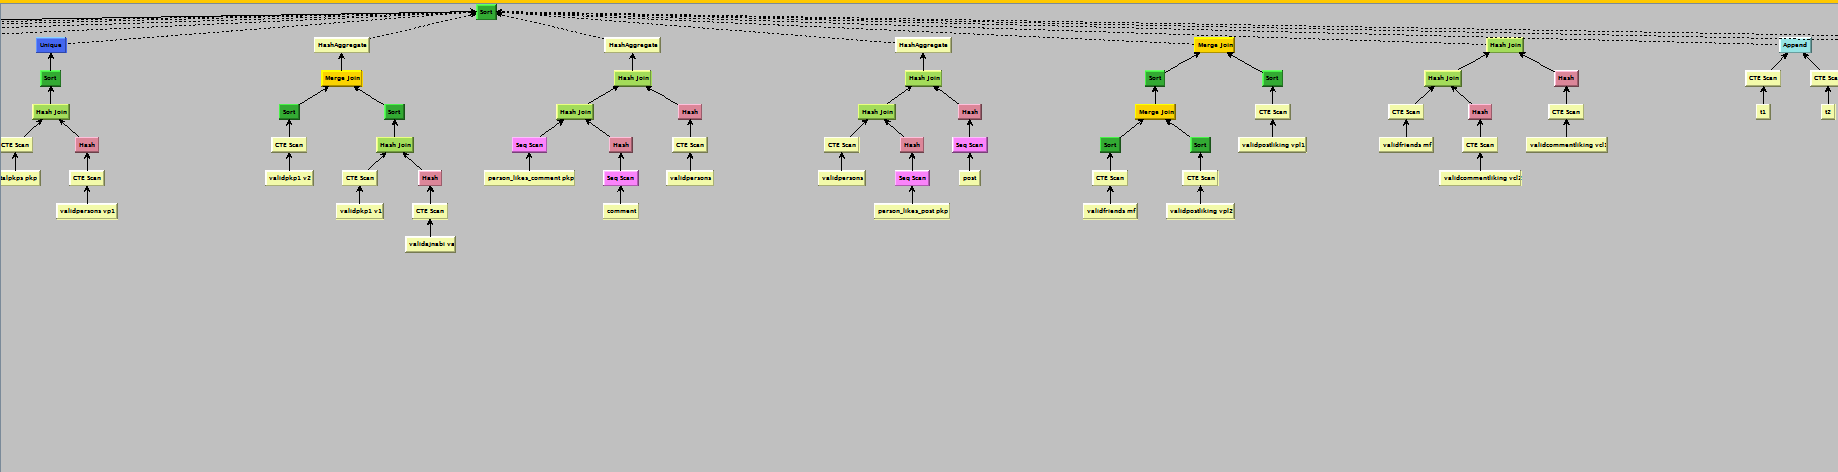 Sort
Unique
HashAggregate
HashAggregate
HashAggregate
Merge Join
Hash Join
Append
Sort
Merge Join
Hash Join
Hash Join
Sort
Sort
Hash Join
Hash
CTE Scan
CTE Sca
Hash Join
Sort
Sort
Hash Join
Hash
Hash Join
Hash
Merge Join
CTE Scan
CTE Scan
Hash
CTE Scan
t1
t2
CTE Scan
Hash
CTE Scan
Hash Join
Seq Scan
Hash
CTE Scan
CTE Scan
Hash
Seq Scan
Sort
Sort
validpostliking vpl1
validfriends mf
CTE Scan
validcommentliking vcl1
alpkps pkp
CTE Scan
validpkp1 v2
CTE Scan
Hash
person_likes_comment pkp
Seq Scan
validpersons
validpersons
Seq Scan
post
CTE Scan
CTE Scan
validcommentliking vcl2
validpersons vp1
validpkp1 v1
CTE Scan
comment
person_likes_post pkp
validfriends mf
validpostliking vpl2
validajnabi va